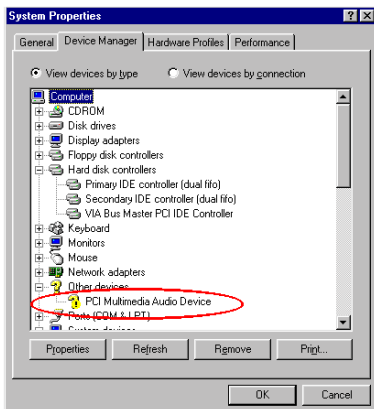 System Properties
General Device Manager Hardware Profiles Performance
View devices by type View devices by connection
Computer
CDROM
Disk drives
Display adapters
Floppy disk controllers
Hard disk controllers
Primary IDE controller (dual fifo)
Secondary IDE controller (dual fifo)
VIA Bus Master PCI IDE Controller
Keyboard
Monitors
Mouse
Network adapters
Other devices
PCI Multimedia Audio Device
Ports (COM & LPT)
System devices
Properties Refresh Remove Print...
OK Cancel